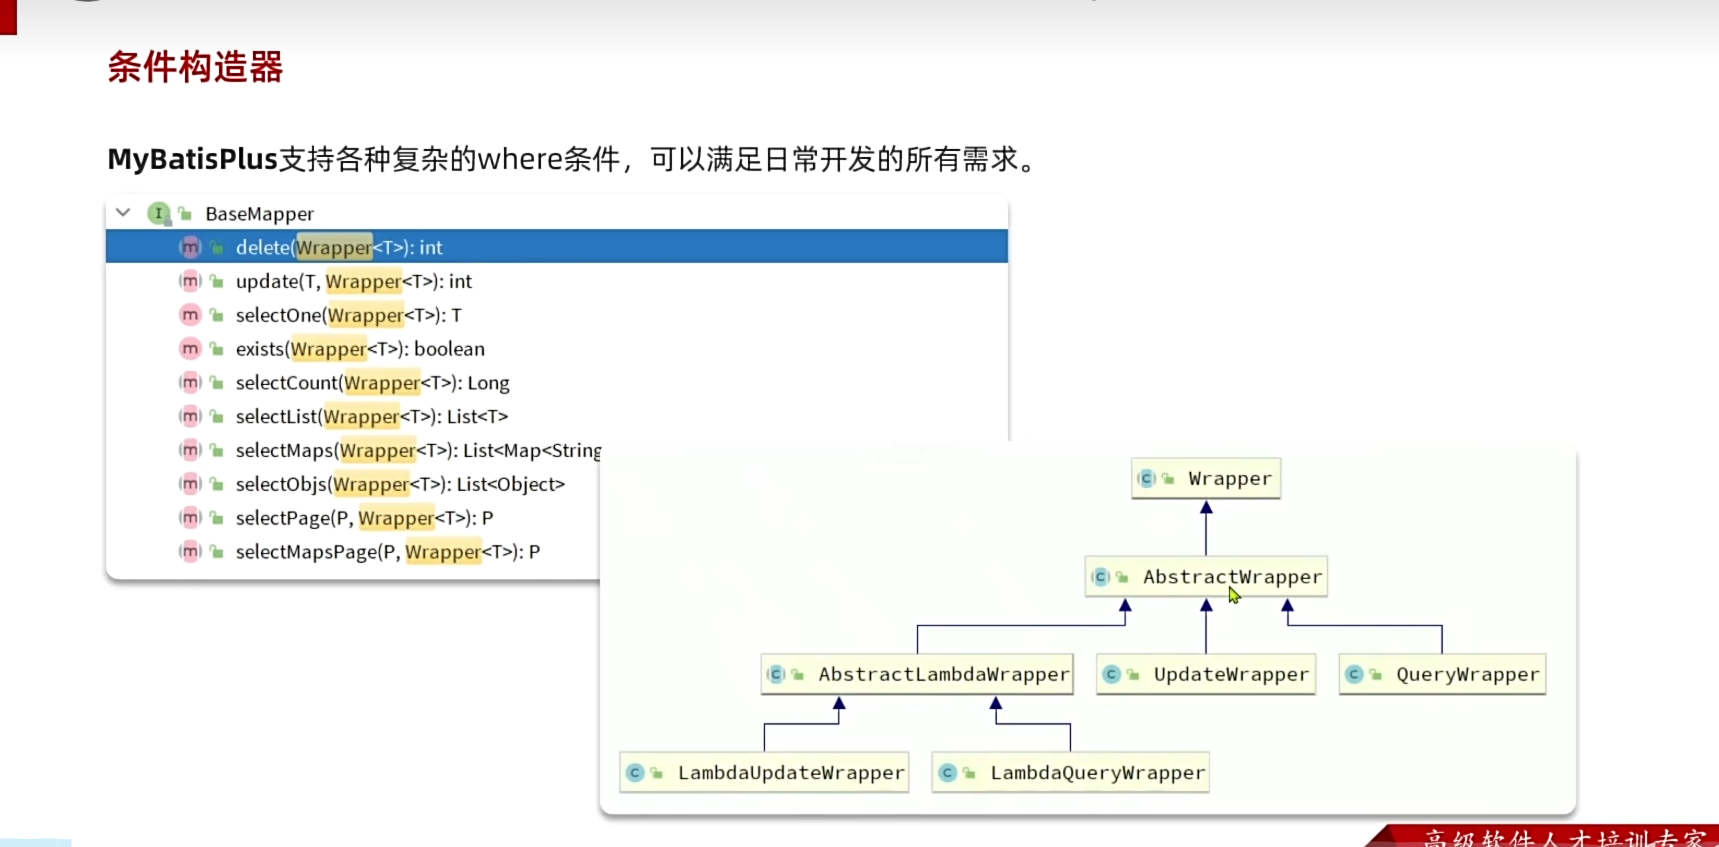 条件构造器
MyBatisPlus支持各种复杂的where条件，可以满足日常开发的所有需求。
BaseMapper
delete(Wrapper<T>): int
update(T, Wrapper<T>): int
selectOne(Wrapper<T>): T
exists(Wrapper<T>): boolean
selectCount(Wrapper<T>): Long
selectList(Wrapper<T>): List<T>
selectMaps(Wrapper<T>): List<Map<String
selectObjs(Wrapper<T>): List<Object>
selectPage(P, Wrapper<T>): P
selectMapsPage(P, Wrapper<T>): P
Wrapper
AbstractWrapper
AbstractLambdaWrapper
UpdateWrapper
QueryWrapper
LambdaUpdateWrapper
LambdaQueryWrapper
高级软件人才培训专家